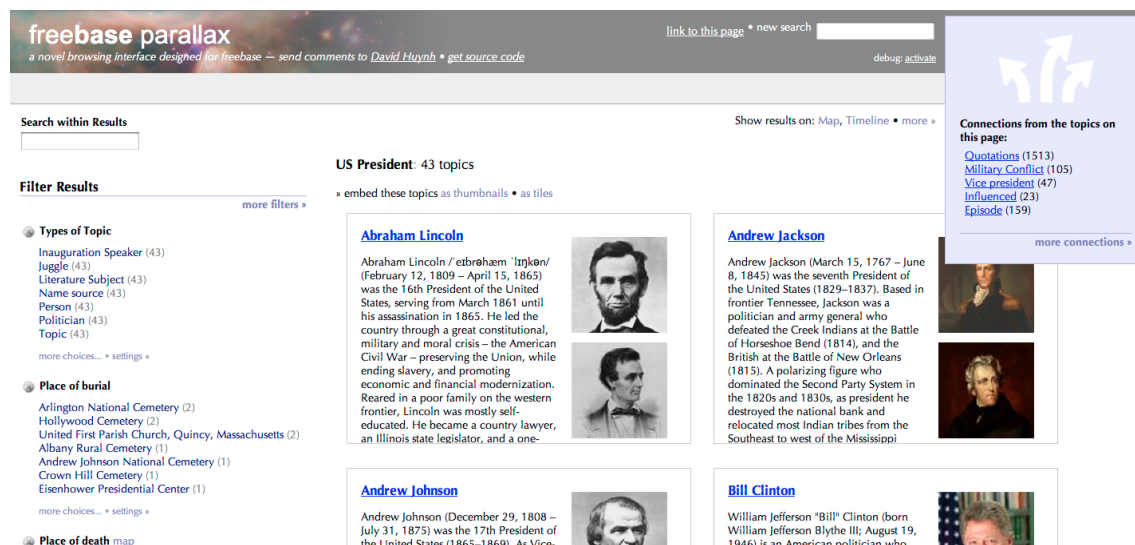 freebase parallax
a novel browsing interface designed for freebase — send comments to David Huynh • get source code
link to this page • new search
debug: activate
Search within Results
Show results on: Map, Timeline • more »
Connections from the topics on
this page:
Quotations (1513)
Military Conflict (105)
Vice president (47)
Influenced (23)
Episode (159)
more connections »
US President: 43 topics
» embed these topics as thumbnails • as tiles
Filter Results
more filters »
Types of Topic
Inauguration Speaker (43)
Juggle (43)
Literature Subject (43)
Name source (43)
Person (43)
Politician (43)
Topic (43)
more choices... • settings »
Place of burial
Arlington National Cemetery (2)
Hollywood Cemetery (2)
United First Parish Church, Quincy, Massachusetts (2)
Albany Rural Cemetery (1)
Andrew Johnson National Cemetery (1)
Crown Hill Cemetery (1)
Eisenhower Presidential Center (1)
more choices... • settings »
Place of death map
Abraham Lincoln
Abraham Lincoln /ˈeɪbrəhæm ˈlɪŋkən/
(February 12, 1809 – April 15, 1865)
was the 16th President of the United
States, serving from March 1861 until
his assassination in 1865. He led the
country through a great constitutional,
military and moral crisis – the American
Civil War – preserving the Union, while
ending slavery, and promoting
economic and financial modernization.
Reared in a poor family on the western
frontier, Lincoln was mostly self-
educated. He became a country lawyer,
an Illinois state legislator, and a one-
Andrew Jackson
Andrew Jackson (March 15, 1767 – June
8, 1845) was the seventh President of
the United States (1829–1837). Based in
frontier Tennessee, Jackson was a
politician and army general who
defeated the Creek Indians at the Battle
of Horseshoe Bend (1814), and the
British at the Battle of New Orleans
(1815). A polarizing figure who
dominated the Second Party System in
the 1820s and 1830s, as president he
destroyed the national bank and
relocated most Indian tribes from the
Southeast to west of the Mississippi
Andrew Johnson
Andrew Johnson (December 29, 1808 –
July 31, 1875) was the 17th President of
the United States (1865–1869). As Vice-
Bill Clinton
William Jefferson "Bill" Clinton (born
William Jefferson Blythe III; August 19,
1946) is an American politician who